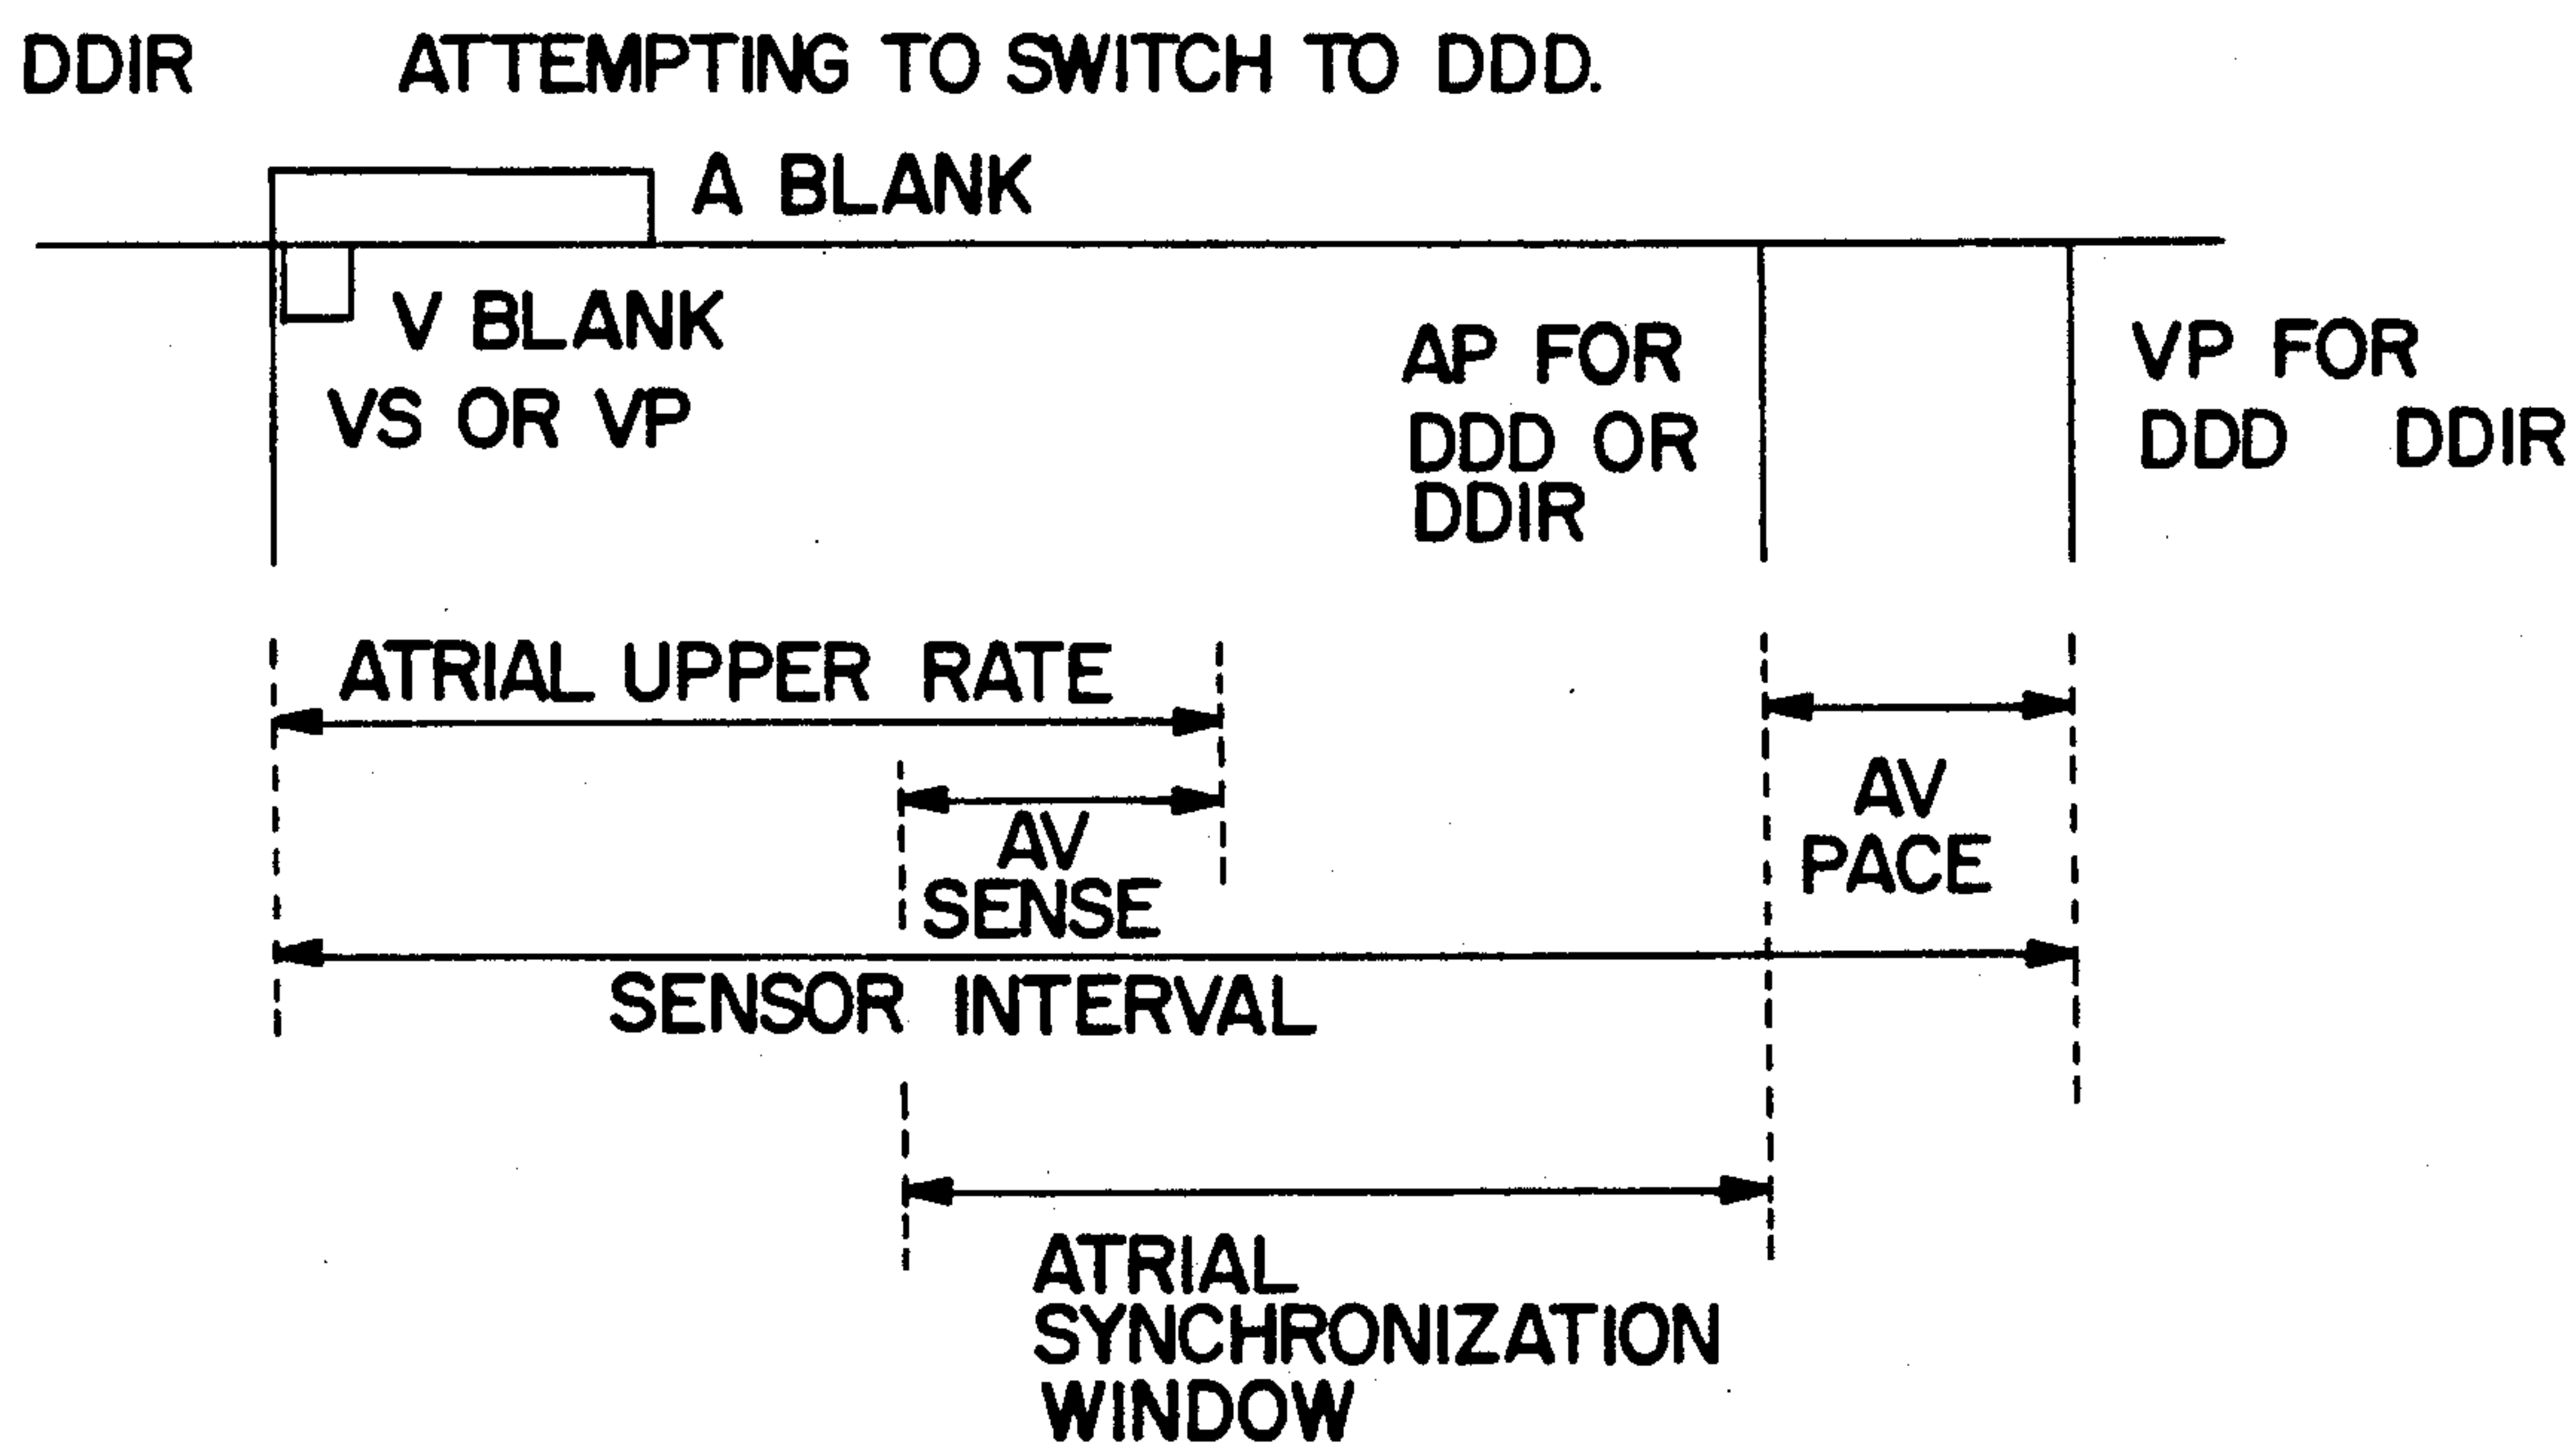 DDIR ATTEMPTING TO SWITCH TO DDD.
A BLANK
V BLANK
VS OR VP
AP FOR
DDD OR
DDIR
VP FOR
DDD DDIR
ATRIAL UPPER RATE
AV
SENSE
AV
PACE
SENSOR INTERVAL
ATRIAL
SYNCHRONIZATION
WINDOW